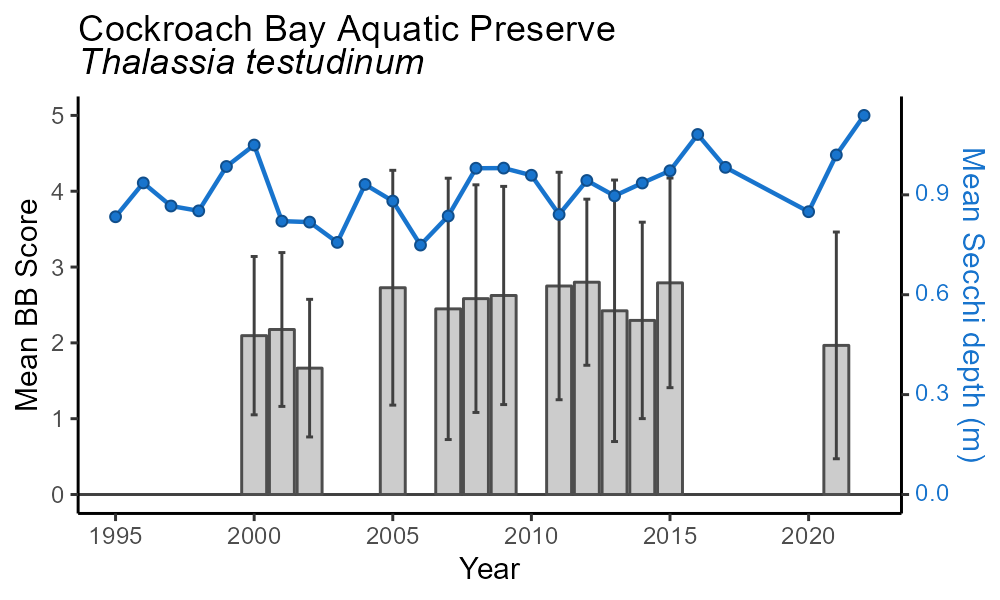 Cockroach Bay Aquatic Preserve
Thalassia testudinum
Mean BB Score
5
4
3
2
1
0
0.9
0.6
0.3
0.0
Mean Secchi depth (m)
1995 2000 2005 2010 2015 2020
Year